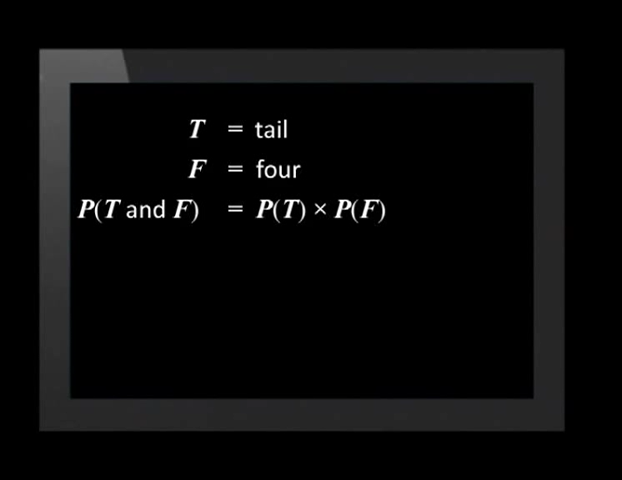 T = tail
F = four
P(T and F) = P(T) × P(F)